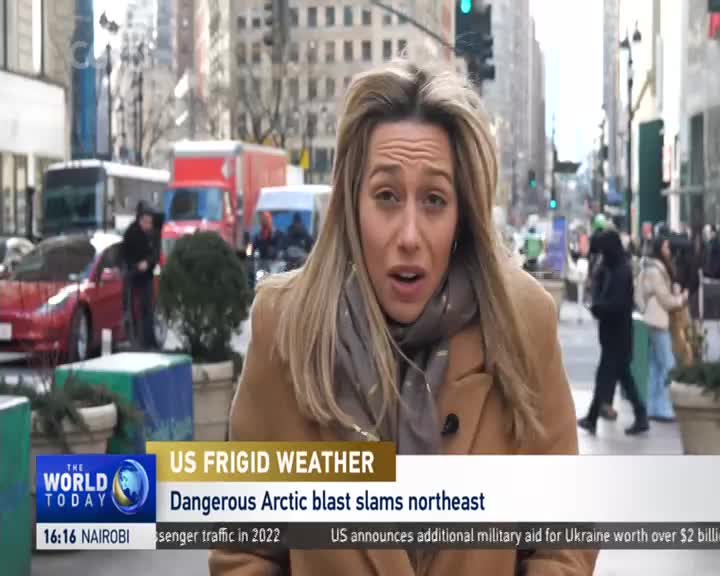 US FRIGID WEATHER
THE
WORLD
TODAY
Dangerous Arctic blast slams northeast
16:16 NAIROBI
ssenger traffic in 2022 US announces additional military aid for Ukraine worth over $2 billi